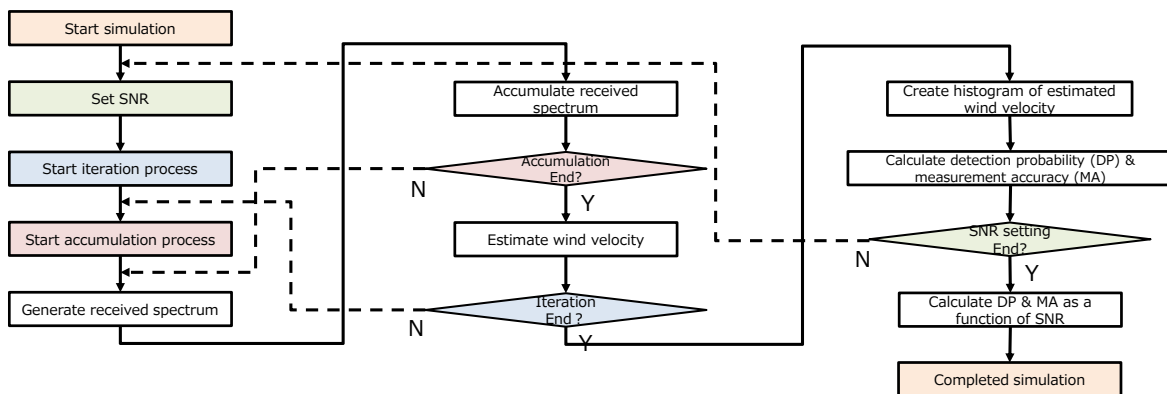 Start simulation
Set SNR
Start iteration process
Start accumulation process
Generate received spectrum
Accumulate received
spectrum
Accumulation
End?
N
Y
Estimate wind velocity
Iteration
End ?
N
Y
Create histogram of estimated
wind velocity
Calculate detection probability (DP) &
measurement accuracy (MA)
SNR setting
End?
N
Y
Calculate DP & MA as a
function of SNR
Completed simulation